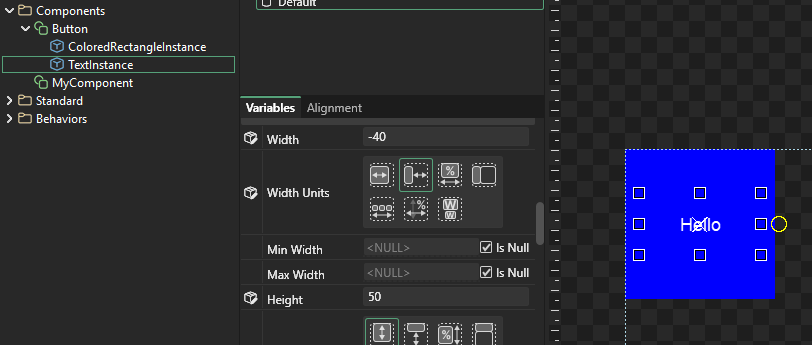 Components
Button
ColoredRectangleInstance
TextInstance
MyComponent
Standard
Behaviors
Default
Variables
Alignment
Width
-40
Width Units
%
%
W
W
Min Width
<NULL>
Is Null
Max Width
<NULL>
Is Null
Height
50
%
Hello